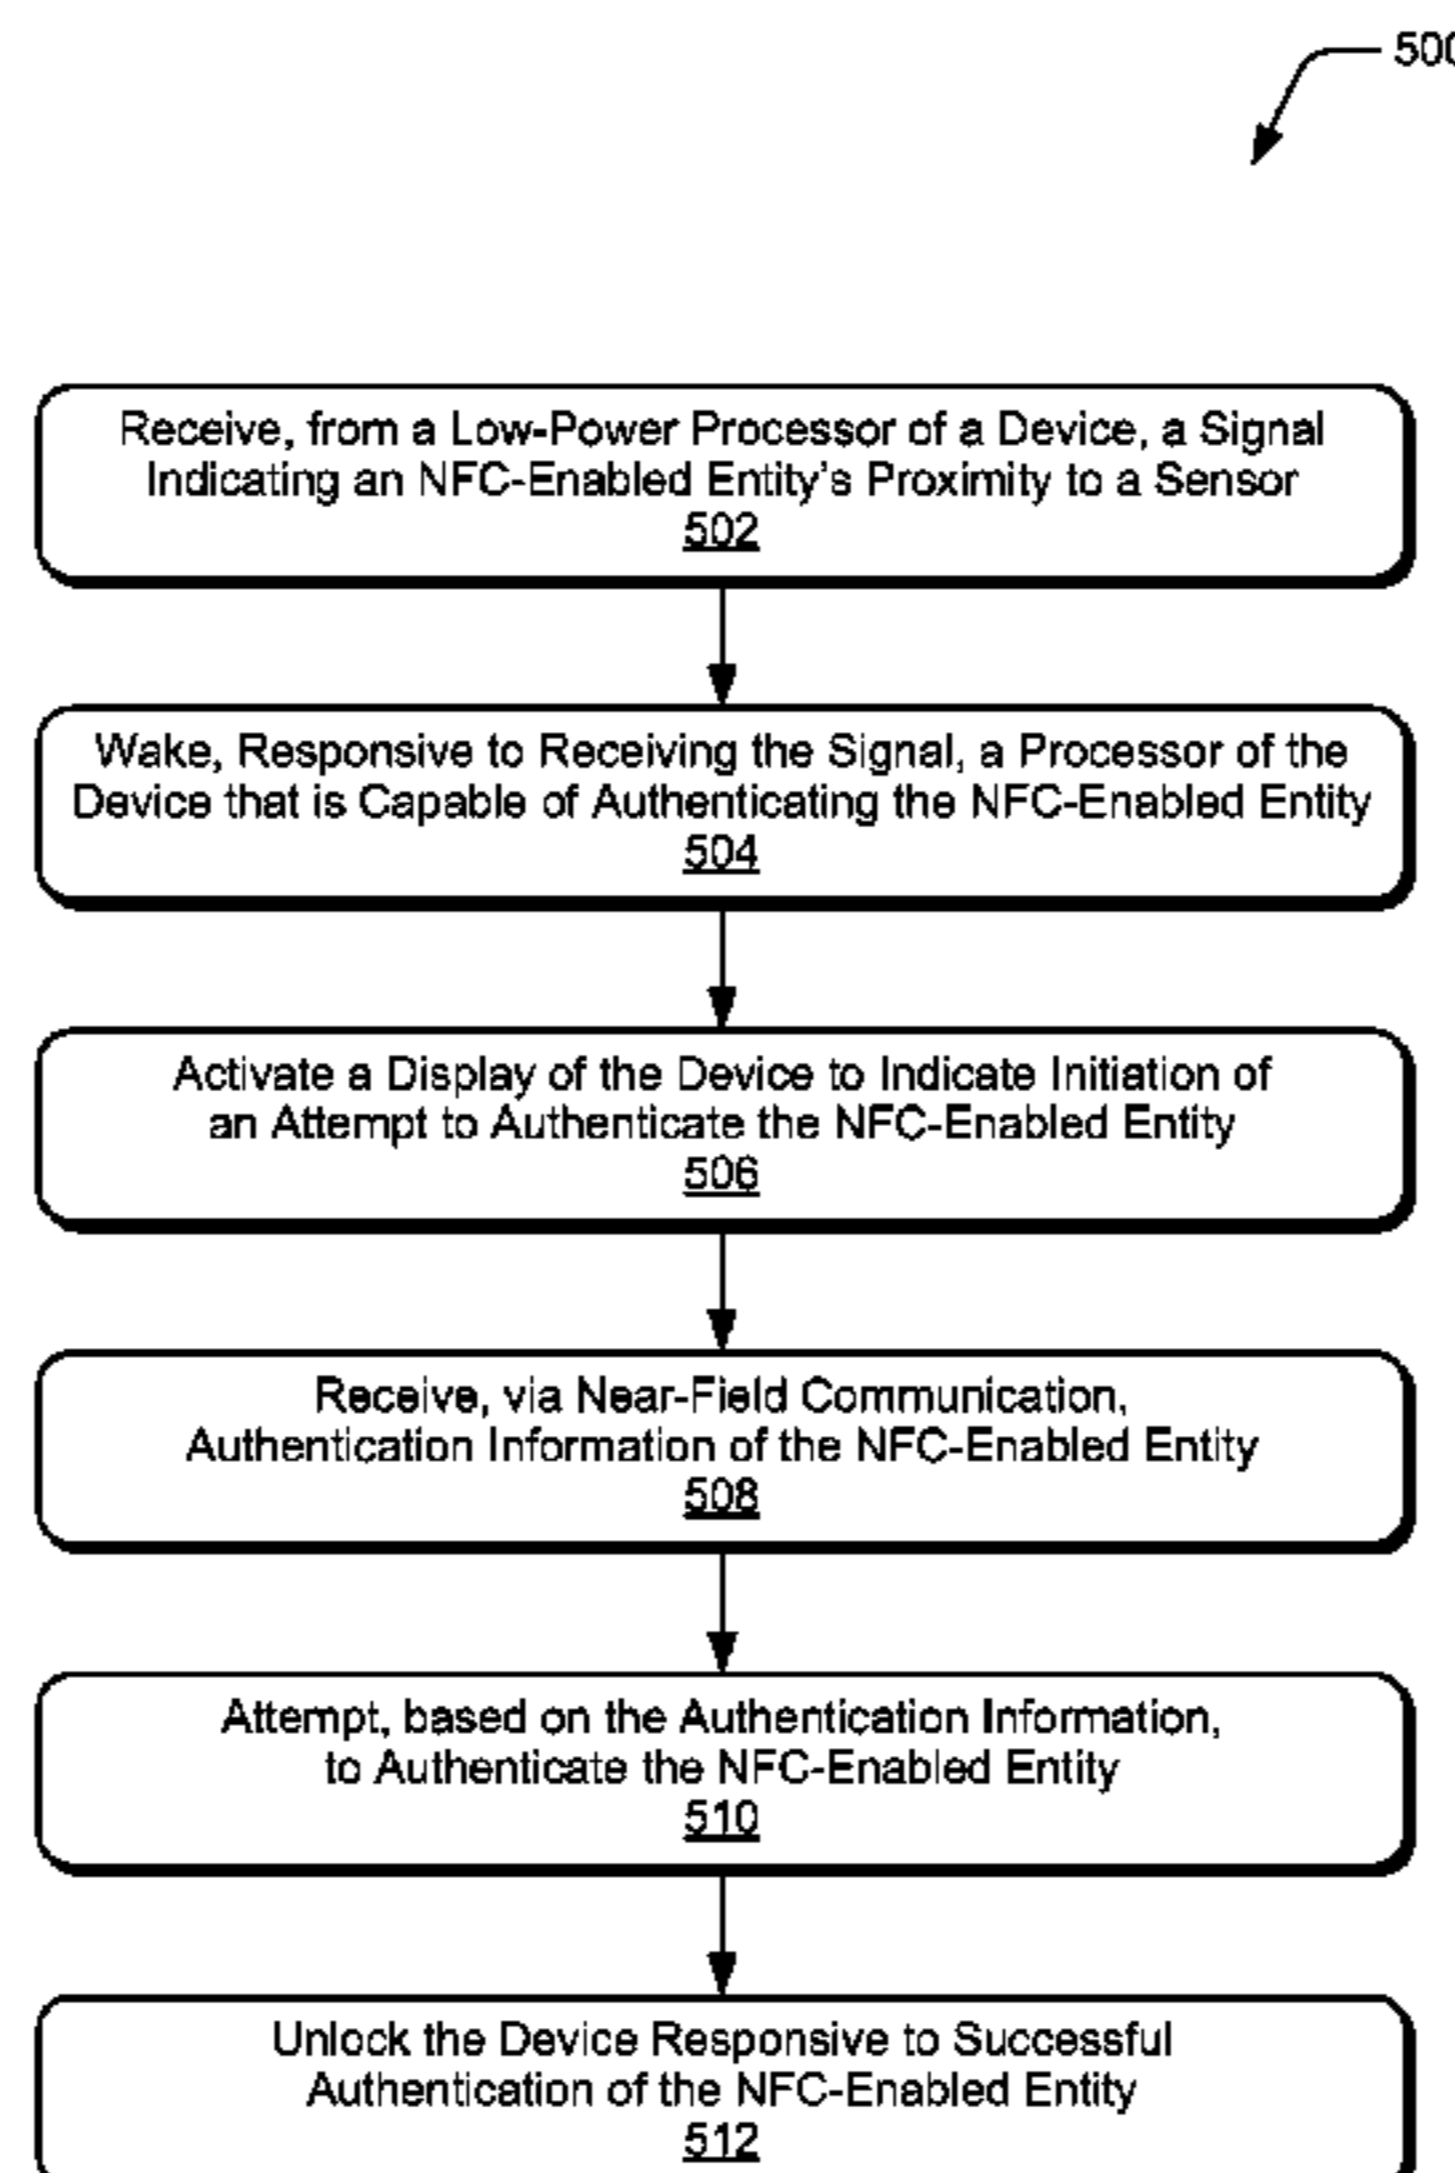 500
Receive, from a Low-Power Processor of a Device, a Signal
Indicating an NFC-Enabled Entity's Proximity to a Sensor
502
Wake, Responsive to Receiving the Signal, a Processor of the
Device that is Capable of Authenticating the NFC-Enabled Entity
504
Activate a Display of the Device to Indicate Initiation of
an Attempt to Authenticate the NFC-Enabled Entity
506
Receive, via Near-Field Communication,
Authentication Information of the NFC-Enabled Entity
508
Attempt, based on the Authentication Information,
to Authenticate the NFC-Enabled Entity
510
Unlock the Device Responsive to Successful
Authentication of the NFC-Enabled Entity
512